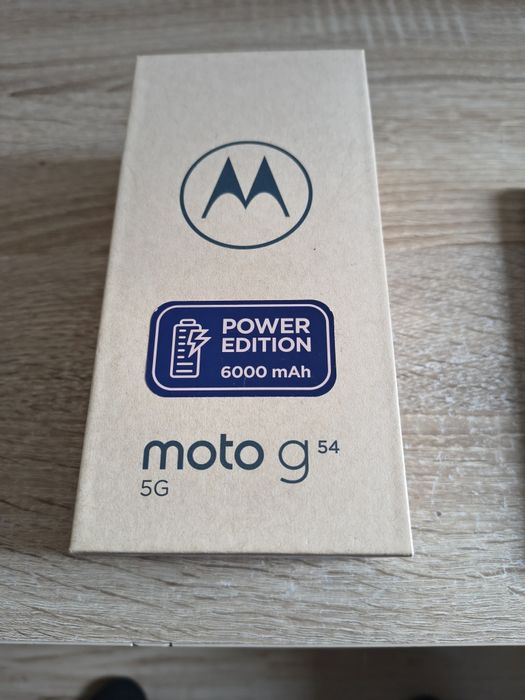 POWER
EDITION
6000 mAh
moto g 54
5G